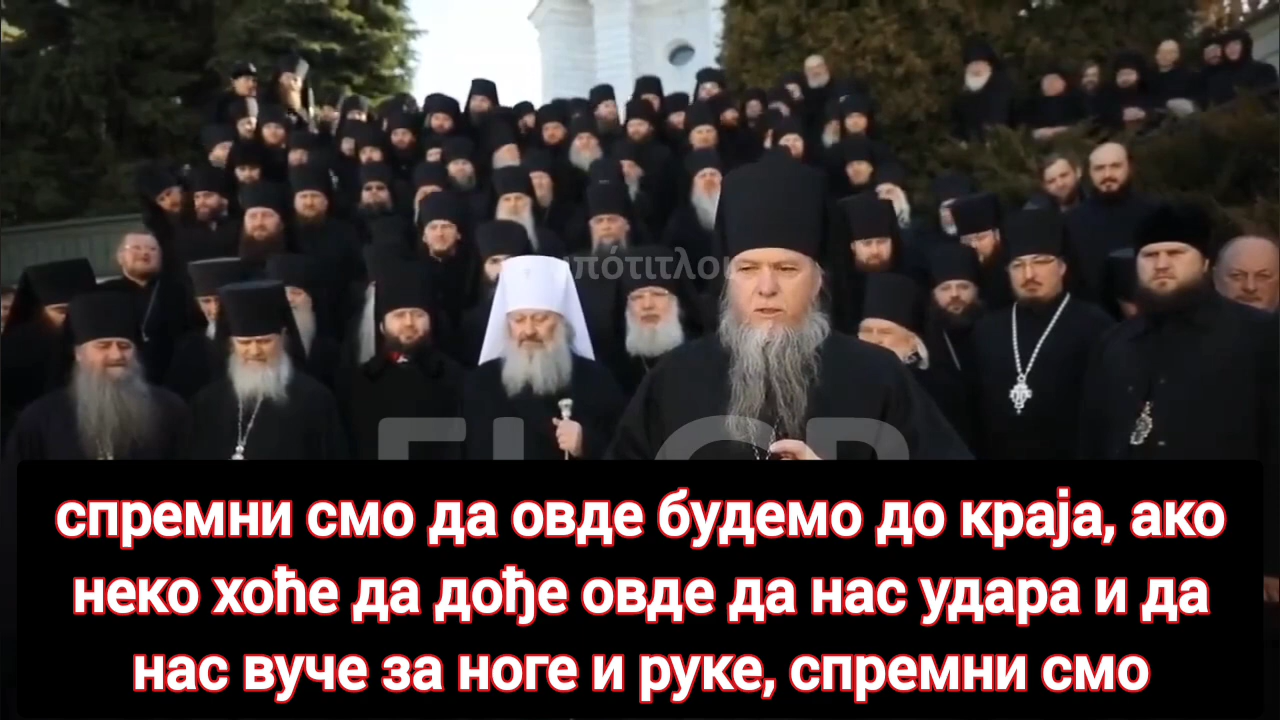 спремни смо да овде будемо до краја, ако
неко хоће да дође овде да нас удара и да
нас вуче за ноге и руке, спремни смо